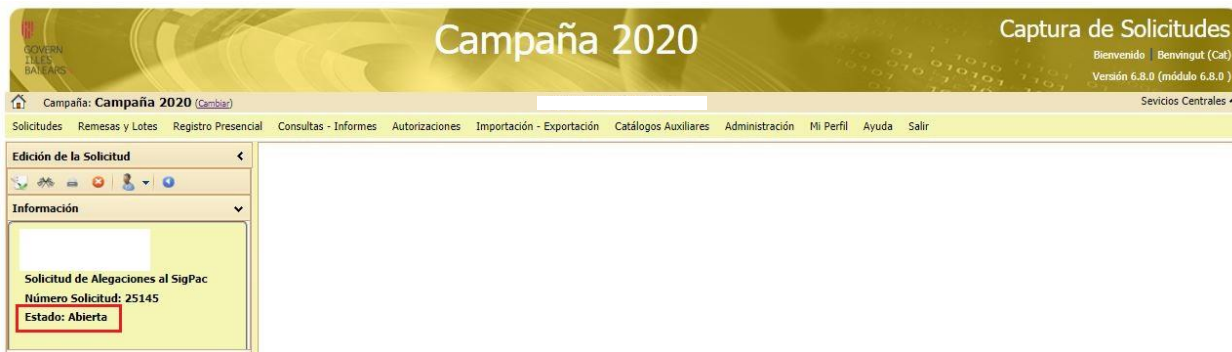 GOVERN
ILLES
BALEARS
Campaña 2020
Captura de Solicitudes
Bienvenido | Benvingut (Cat)
Versión 6.8.0 (módulo 6.8.0 )
Campaña: Campaña 2020 (Cambiar)
Sevicios Centrales
Solicitudes Remesas y Lotes Registro Presencial Consultas - Informes Autorizaciones Importación - Exportación Catálogos Auxiliares Administración Mi Perfil Ayuda Salir
Edición de la Solicitud
Información
Solicitud de Alegaciones al SigPac
Número Solicitud: 25145
Estado: Abierta